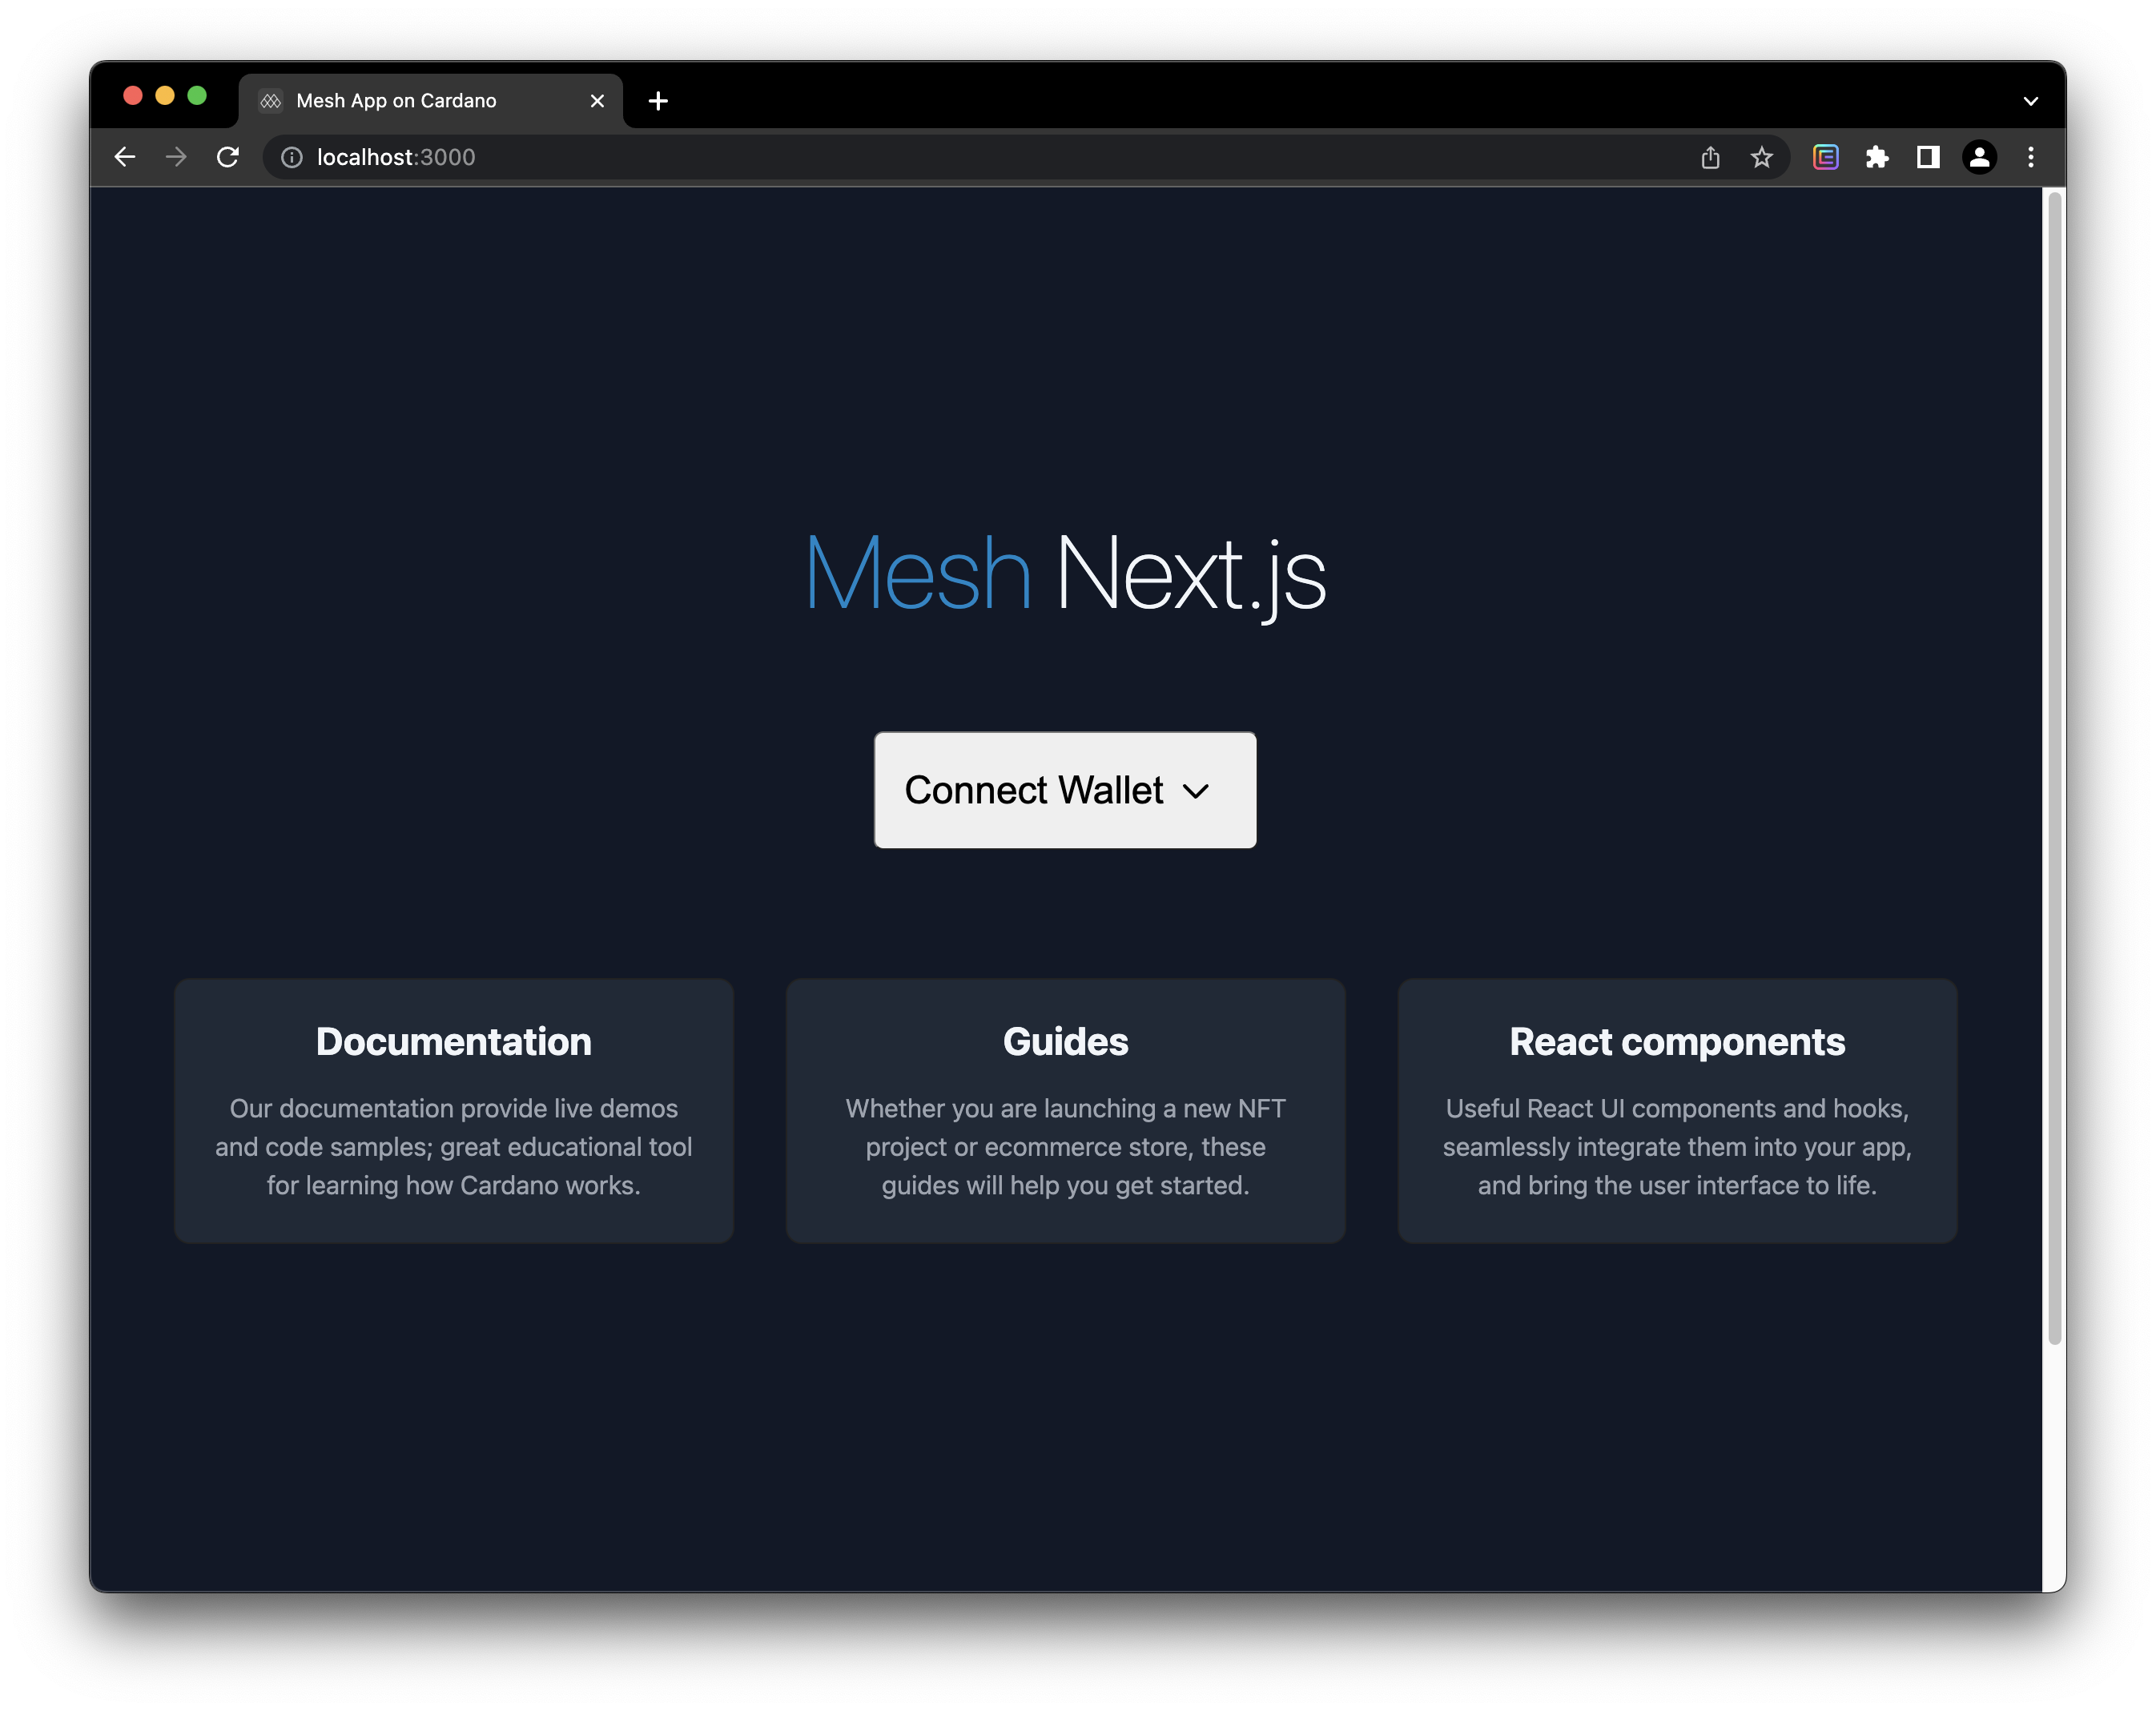 Mesh App on Cardano
localhost:3000
Mesh Next.js
Connect Wallet
Documentation
Our documentation provide live demos
and code samples; great educational tool
for learning how Cardano works.
Guides
Whether you are launching a new NFT
project or ecommerce store, these
guides will help you get started.
React components
Useful React UI components and hooks,
seamlessly integrate them into your app,
and bring the user interface to life.